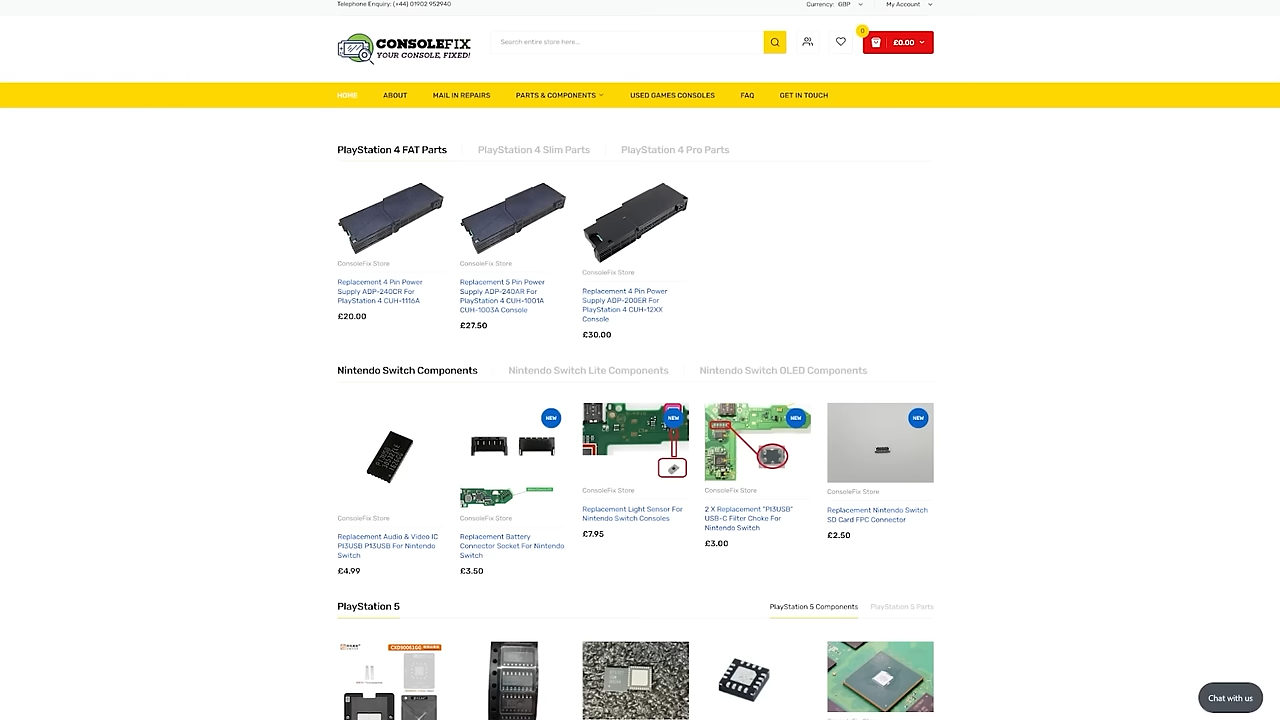 Telephone Enquiry: (+44) 01902 952940
Currency: GBP
My Account
CONSOLEFIX
YOUR CONSOLE, FIXED!
Search entire store here...
0
£0.00
HOME
ABOUT
MAIL IN REPAIRS
PARTS & COMPONENTS
USED GAMES CONSOLES
FAQ
GET IN TOUCH
PlayStation 4 FAT Parts
PlayStation 4 Slim Parts
PlayStation 4 Pro Parts
ConsoleFix Store
Replacement 4 Pin Power
Supply ADP-240CR For
PlayStation 4 CUH-1116A
£20.00
ConsoleFix Store
Replacement 5 Pin Power
Supply ADP-240AR For
PlayStation 4 CUH-1001A
CUH-1003A Console
£27.50
ConsoleFix Store
Replacement 4 Pin Power
Supply ADP-200ER For
PlayStation 4 CUH-12XX
Console
£30.00
Nintendo Switch Components
Nintendo Switch Lite Components
Nintendo Switch OLED Components
ConsoleFix Store
Replacement Audio & Video IC
PI3USB P13USB For Nintendo
Switch
£4.99
NEW
ConsoleFix Store
Replacement Battery
Connector Socket For Nintendo
Switch
£3.50
NEW
ConsoleFix Store
Replacement Light Sensor For
Nintendo Switch Consoles
£7.95
NEW
ConsoleFix Store
2 X Replacement "PI3USB"
USB-C Filter Choke For
Nintendo Switch
£3.00
NEW
ConsoleFix Store
Replacement Nintendo Switch
SD Card FPC Connector
£2.50
PlayStation 5
PlayStation 5 Components
PlayStation 5 Parts
CXD90061GG
Chat with us